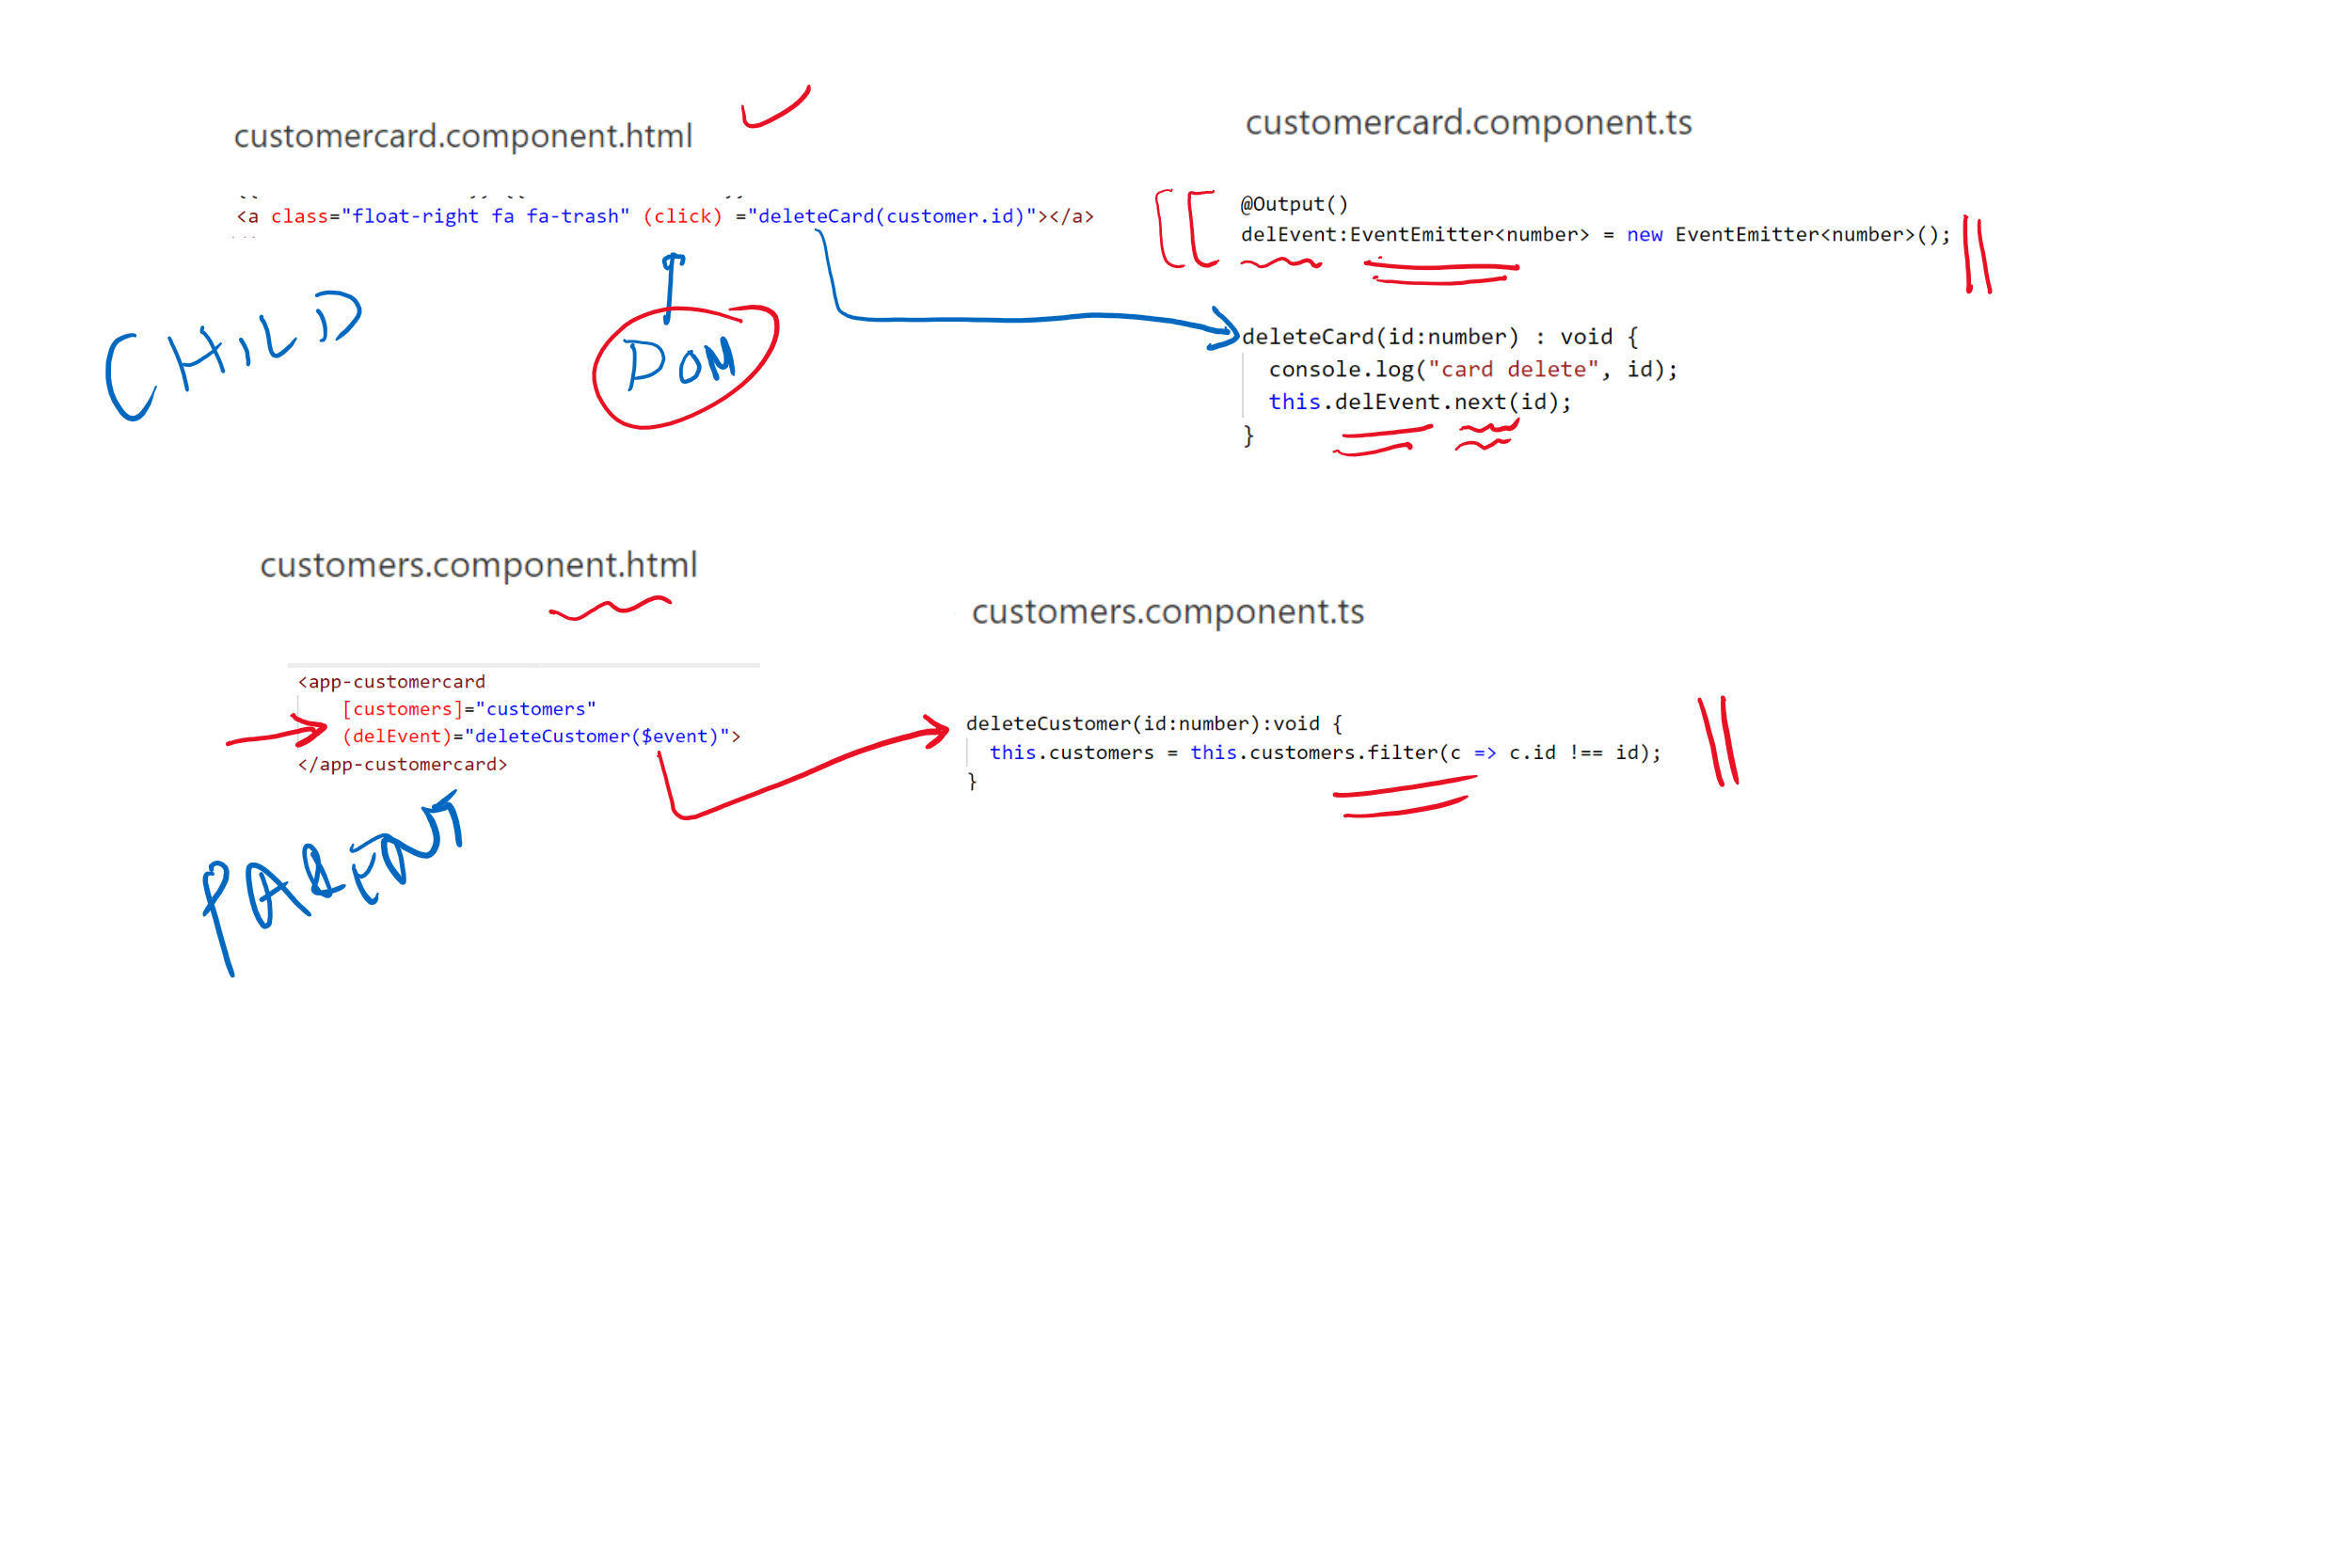 customercard.component.html
<a class="float-right fa fa-trash" (click) ="deleteCard(customer.id)"></a>
CHILD
DOM
customercard.component.ts
@Output()
delEvent:EventEmitter<number> = new EventEmitter<number>();
deleteCard(id:number) : void {
console.log("card delete", id);
this.delEvent.next(id);
}
customers.component.html
<app-customercard
[customers]="customers"
(delEvent)="deleteCustomer($event)">
</app-customercard>
PARENT
customers.component.ts
deleteCustomer(id:number):void {
this.customers = this.customers.filter(c => c.id !== id);
}